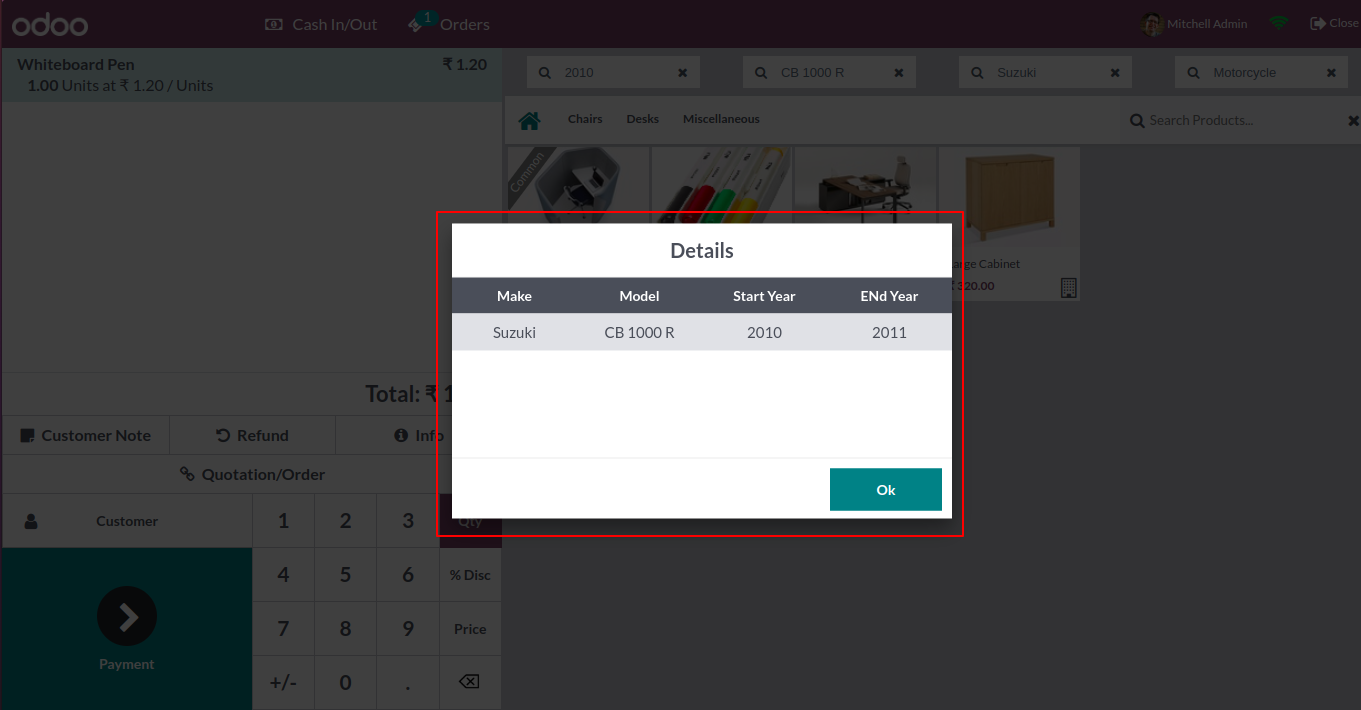 odoo
Cash In/Out
1
Orders
Mitchell Admin
Close
Whiteboard Pen
₹ 1.20
1.00 Units at ₹ 1.20 / Units
2010
CB 1000 R
Suzuki
Motorcycle
Chairs
Desks
Miscellaneous
Search Products...
Common
Details
Make
Model
Start Year
ENd Year
Suzuki
CB 1000 R
2010
2011
Ok
Cabinet
320.00
Total: ₹
Customer Note
Refund
Info
Quotation/Order
Customer
1
2
3
Qty
4
5
6
% Disc
7
8
9
Price
+/-
0
.
Payment